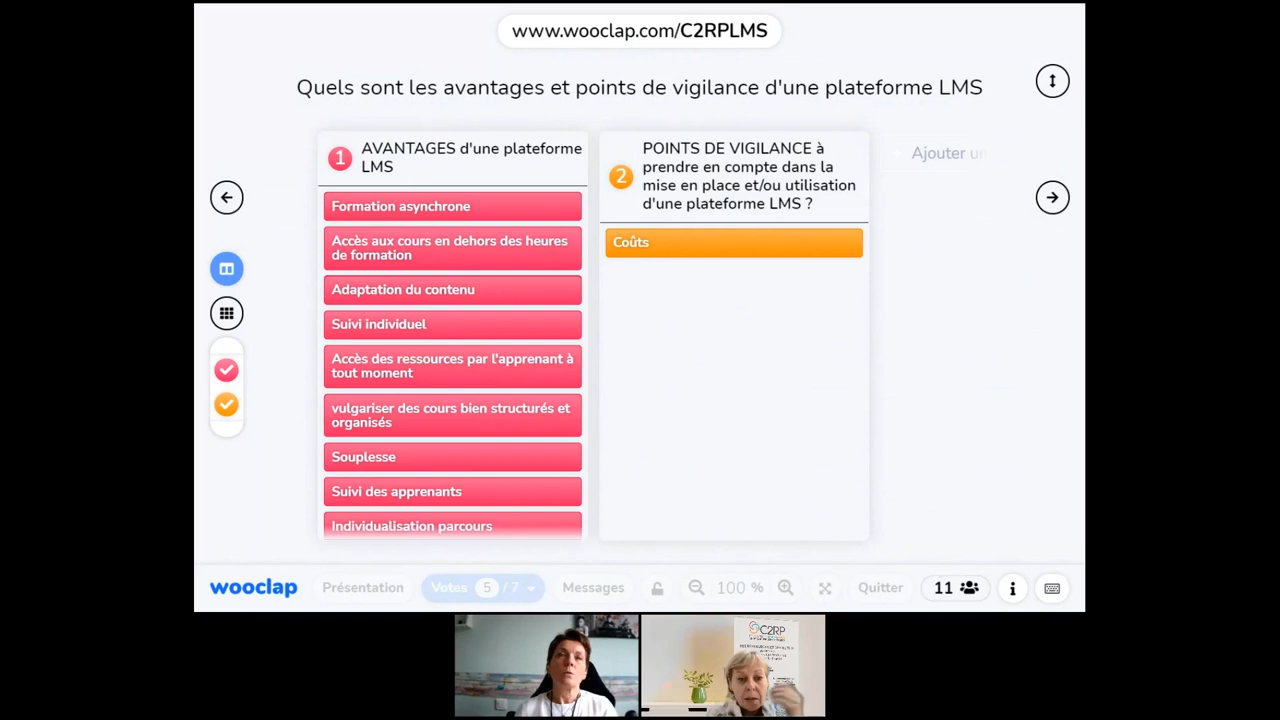 www.wooclap.com/C2RPLMS
Quels sont les avantages et points de vigilance d'une plateforme LMS
1
AVANTAGES d'une plateforme
LMS
Formation asynchrone
Accès aux cours en dehors des heures
de formation
Adaptation du contenu
Suivi individuel
Accès des ressources par l'apprenant à
tout moment
vulgariser des cours bien structurés et
organisés
Souplesse
Suivi des apprenants
Individualisation parcours
2
POINTS DE VIGILANCE à
prendre en compte dans la
mise en place et/ou utilisation
d'une plateforme LMS ?
Coûts
+ Ajouter un
wooclap Présentation Votes 5 / 7 Messages 100 % Quitter 11
C2RP